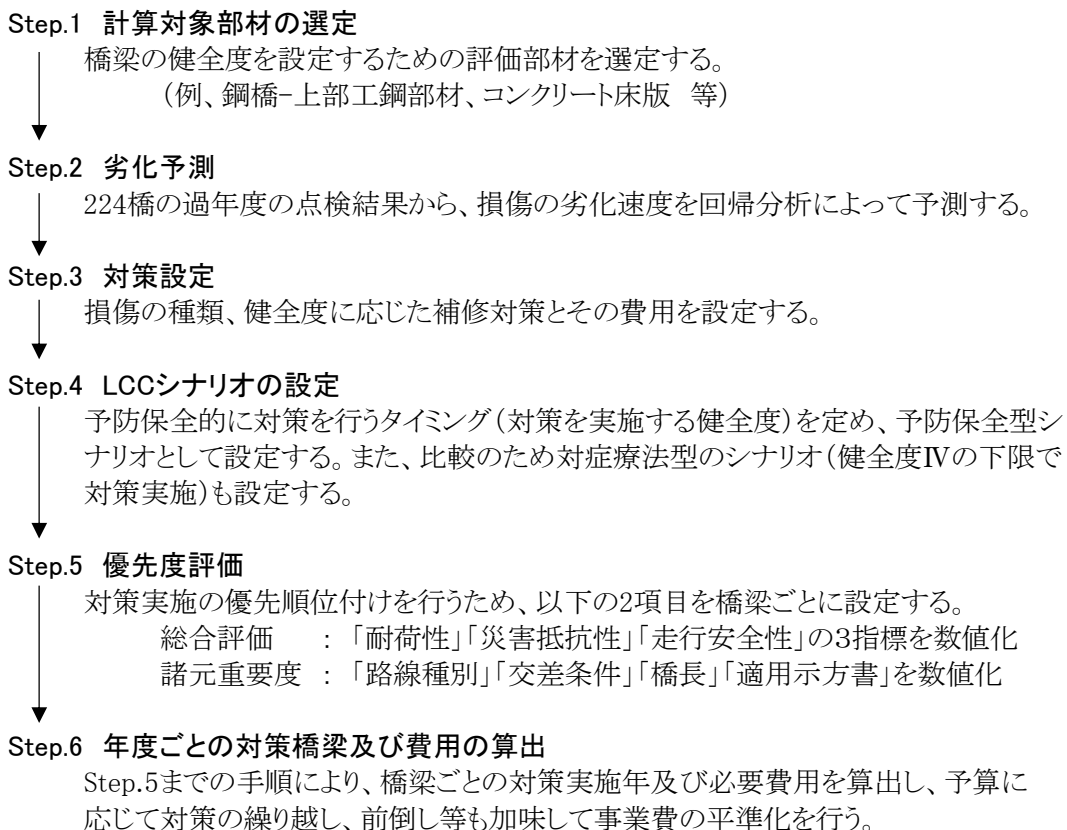 Step.1 計算対象部材の選定
橋梁の健全度を設定するための評価部材を選定する。
（例、鋼橋-上部工鋼部材、コンクリート床版 等）
Step.2 劣化予測
224橋の過年度の点検結果から、損傷の劣化速度を回帰分析によって予測する。
Step.3 対策設定
損傷の種類、健全度に応じた補修対策とその費用を設定する。
Step.4 LCCシナリオの設定
予防保全的に対策を行うタイミング（対策を実施する健全度）を定め、予防保全型シ
ナリオとして設定する。また、比較のため対症療法型のシナリオ（健全度Ⅳの下限で
対策実施）も設定する。
Step.5 優先度評価
対策実施の優先順位付けを行うため、以下の2項目を橋梁ごとに設定する。
総合評価 ：「耐荷性」「災害抵抗性」「走行安全性」の3指標を数値化
諸元重要度 ：「路線種別」「交差条件」「橋長」「適用示方書」を数値化
Step.6 年度ごとの対策橋梁及び費用の算出
Step.5までの手順により、橋梁ごとの対策実施年及び必要費用を算出し、予算に
応じて対策の繰り越し、前倒し等も加味して事業費の平準化を行う。